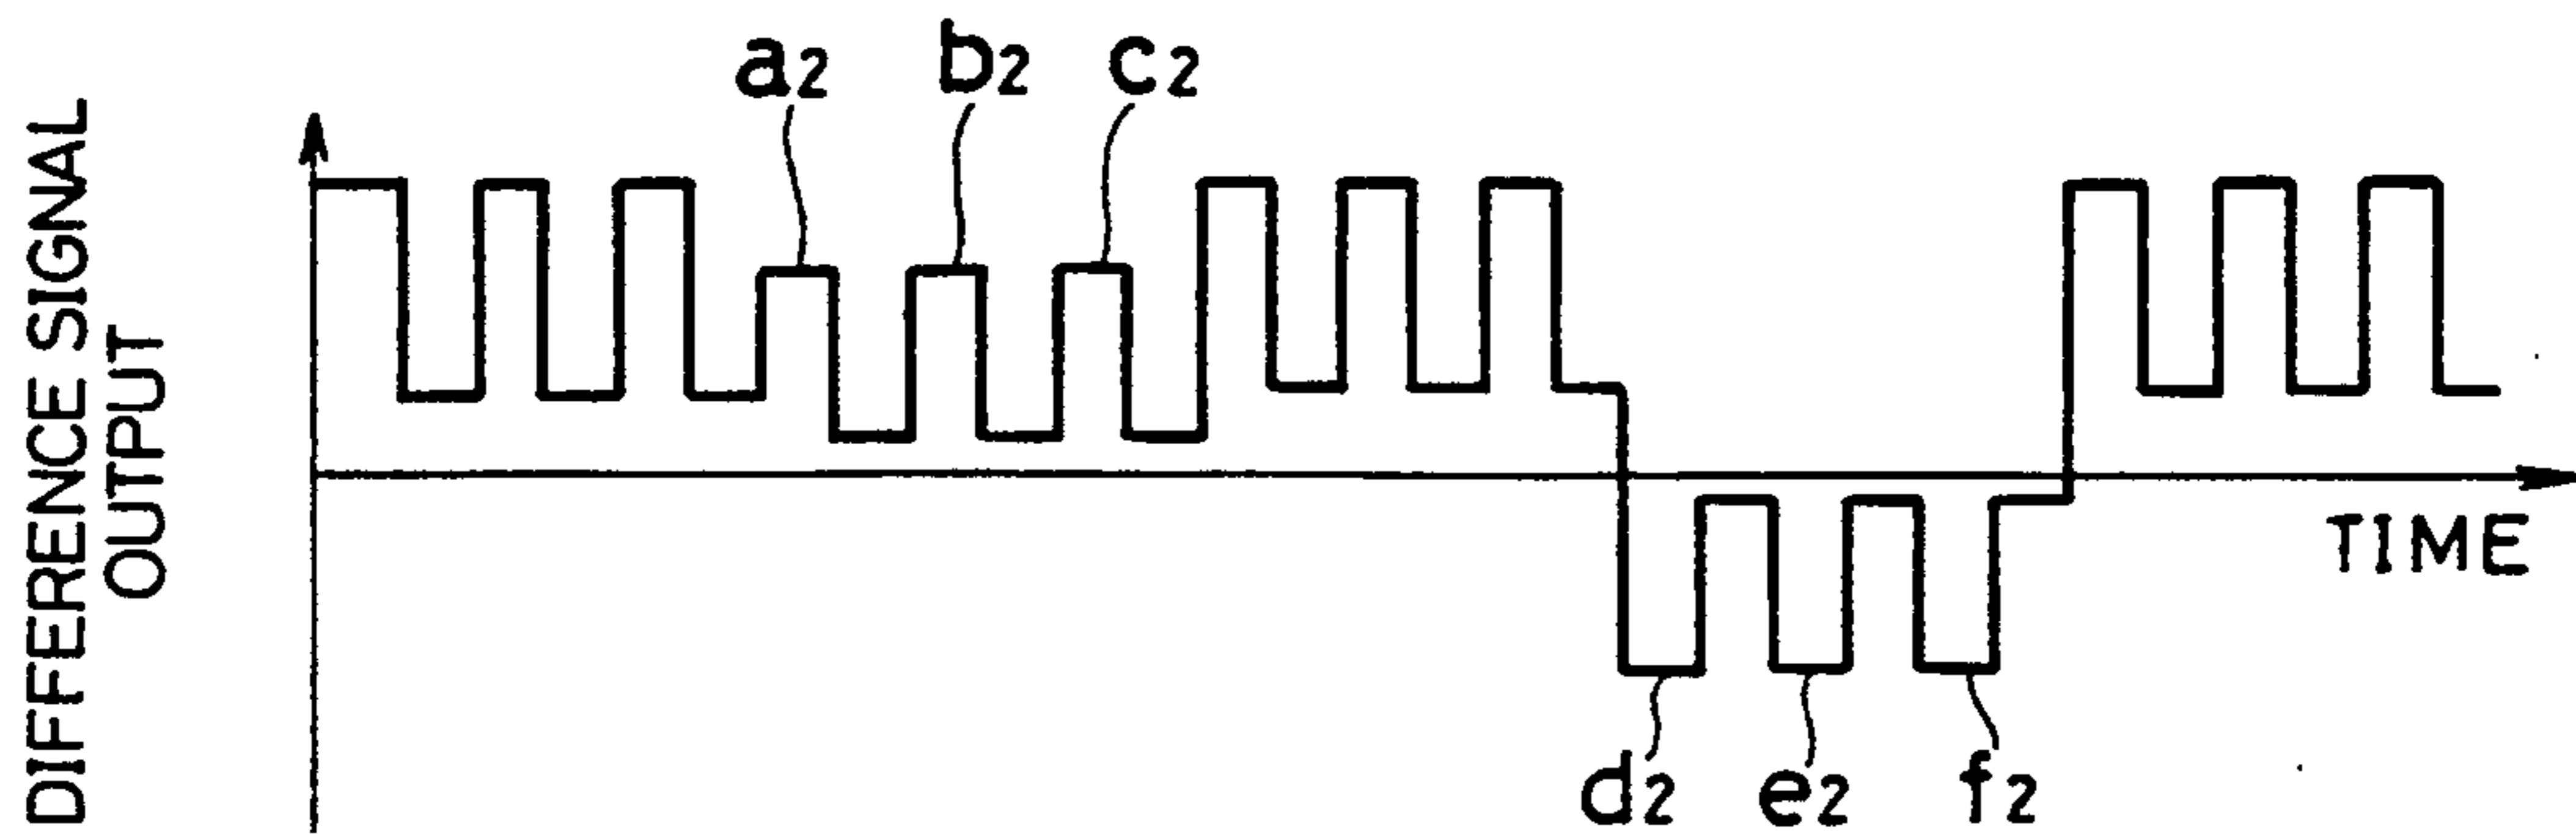 DIFFERENCE SIGNAL
OUTPUT
a2 b2 c2
TIME
d2 e2 f2